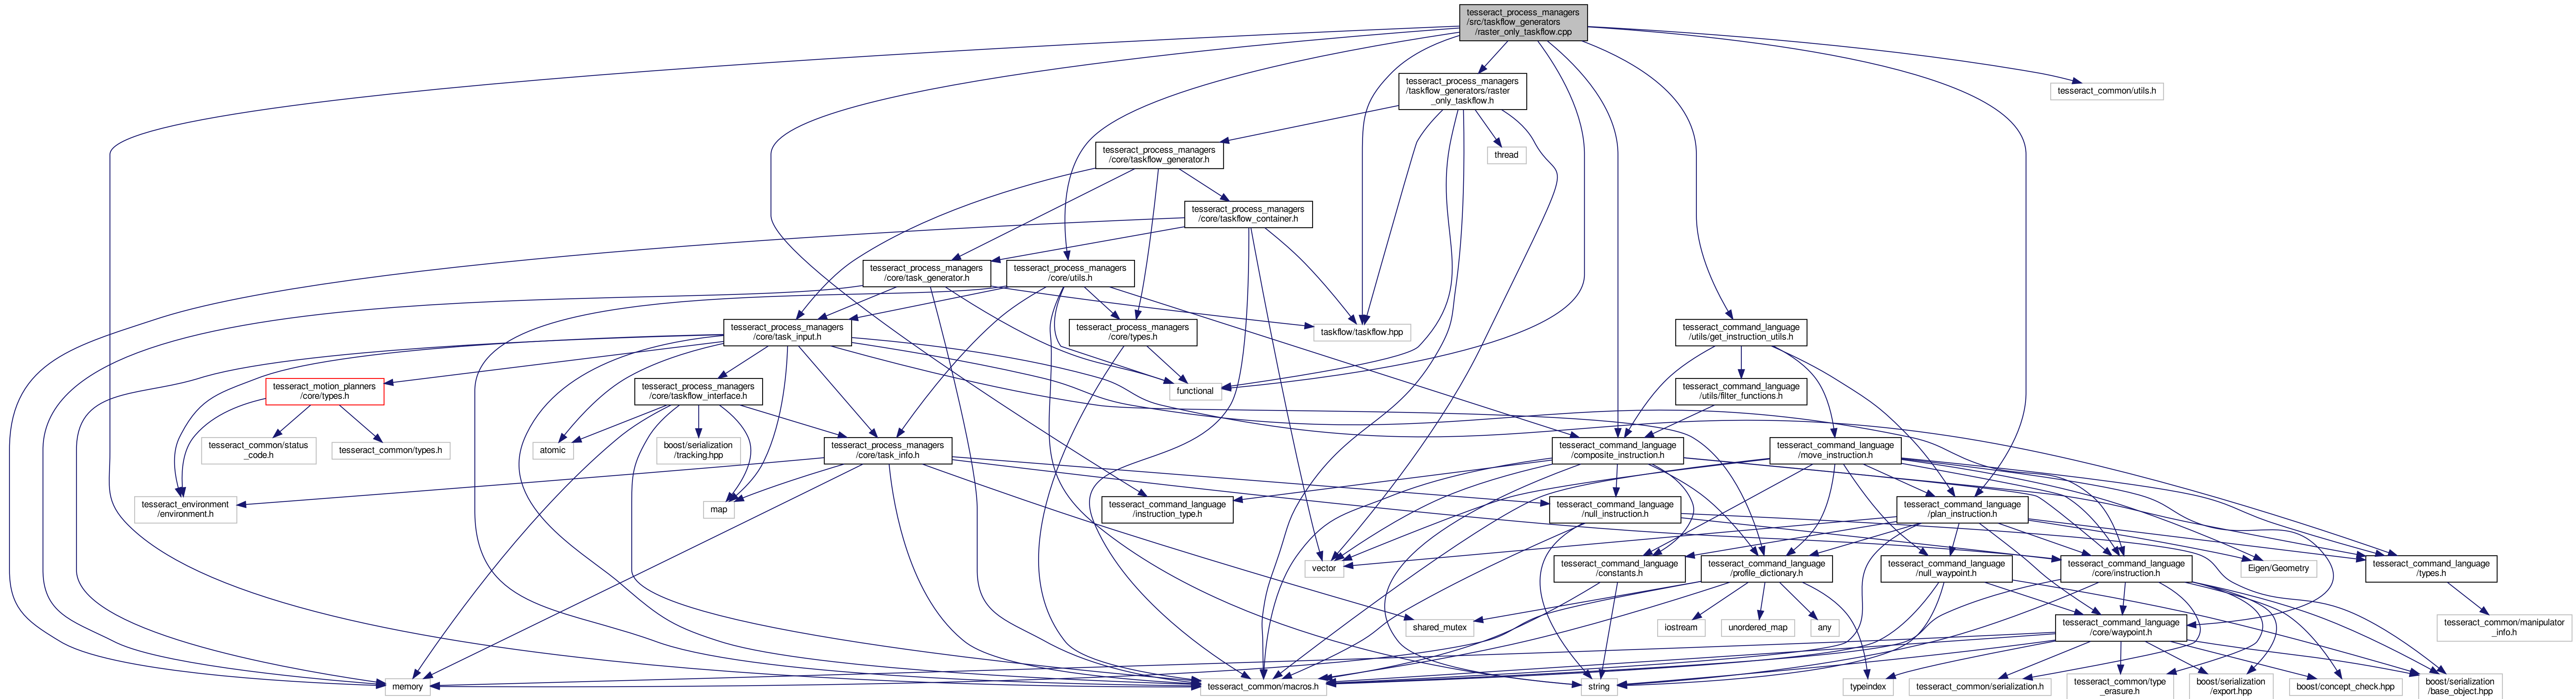 tesseract_process_managers
/src/taskflow_generators
/raster_only_taskflow.cpp
tesseract_process_managers
/taskflow_generators/raster
_only_taskflow.h
tesseract_common/utils.h
tesseract_process_managers
/core/taskflow_generator.h
thread
tesseract_process_managers
/core/taskflow_container.h
tesseract_process_managers
/core/task_generator.h
tesseract_process_managers
/core/utils.h
tesseract_process_managers
/core/task_input.h
tesseract_process_managers
/core/types.h
taskflow/taskflow.hpp
tesseract_command_language
/utils/get_instruction_utils.h
tesseract_motion_planners
/core/types.h
tesseract_process_managers
/core/taskflow_interface.h
functional
tesseract_command_language
/utils/filter_functions.h
tesseract_common/status
_code.h
tesseract_common/types.h
atomic
boost/serialization
/tracking.hpp
tesseract_process_managers
/core/task_info.h
tesseract_command_language
/composite_instruction.h
tesseract_command_language
/move_instruction.h
tesseract_environment
/environment.h
map
tesseract_command_language
/instruction_type.h
tesseract_command_language
/null_instruction.h
tesseract_command_language
/plan_instruction.h
vector
tesseract_command_language
/constants.h
tesseract_command_language
/profile_dictionary.h
tesseract_command_language
/null_waypoint.h
tesseract_command_language
/core/instruction.h
Eigen/Geometry
tesseract_command_language
/types.h
shared_mutex
iostream
unordered_map
any
tesseract_command_language
/core/waypoint.h
tesseract_common/manipulator
_info.h
memory
tesseract_common/macros.h
string
typeindex
tesseract_common/serialization.h
tesseract_common/type
_erasure.h
boost/serialization
/export.hpp
boost/concept_check.hpp
boost/serialization
/base_object.hpp